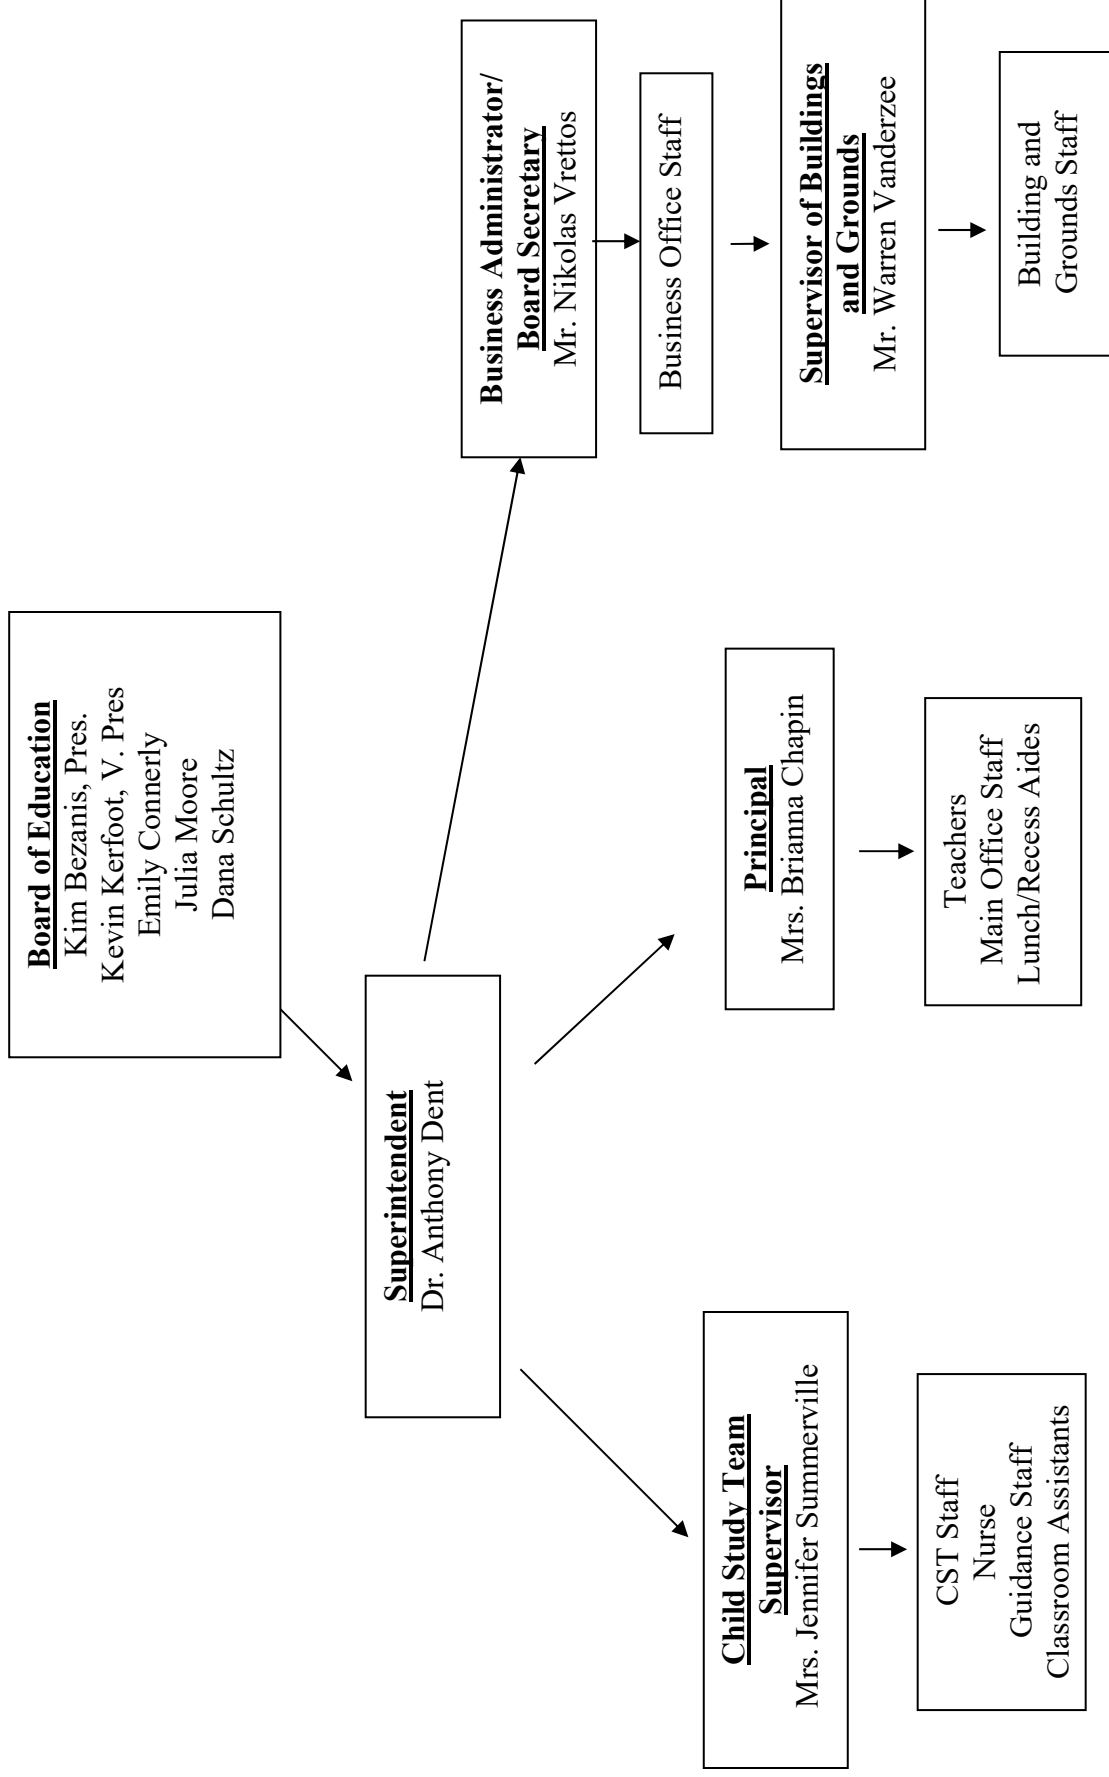 Board of Education
Kim Bezanis, Pres.
Kevin Kerfoot, V. Pres
Emily Connerly
Julia Moore
Dana Schultz
Superintendent
Dr. Anthony Dent
Child Study Team
Supervisor
Mrs. Jennifer Summerville
CST Staff
Nurse
Guidance Staff
Classroom Assistants
Principal
Mrs. Brianna Chapin
Teachers
Main Office Staff
Lunch/Recess Aides
Business Administrator/
Board Secretary
Mr. Nikolas Vrettos
Business Office Staff
Supervisor of Buildings
and Grounds
Mr. Warren Vanderzee
Building and
Grounds Staff